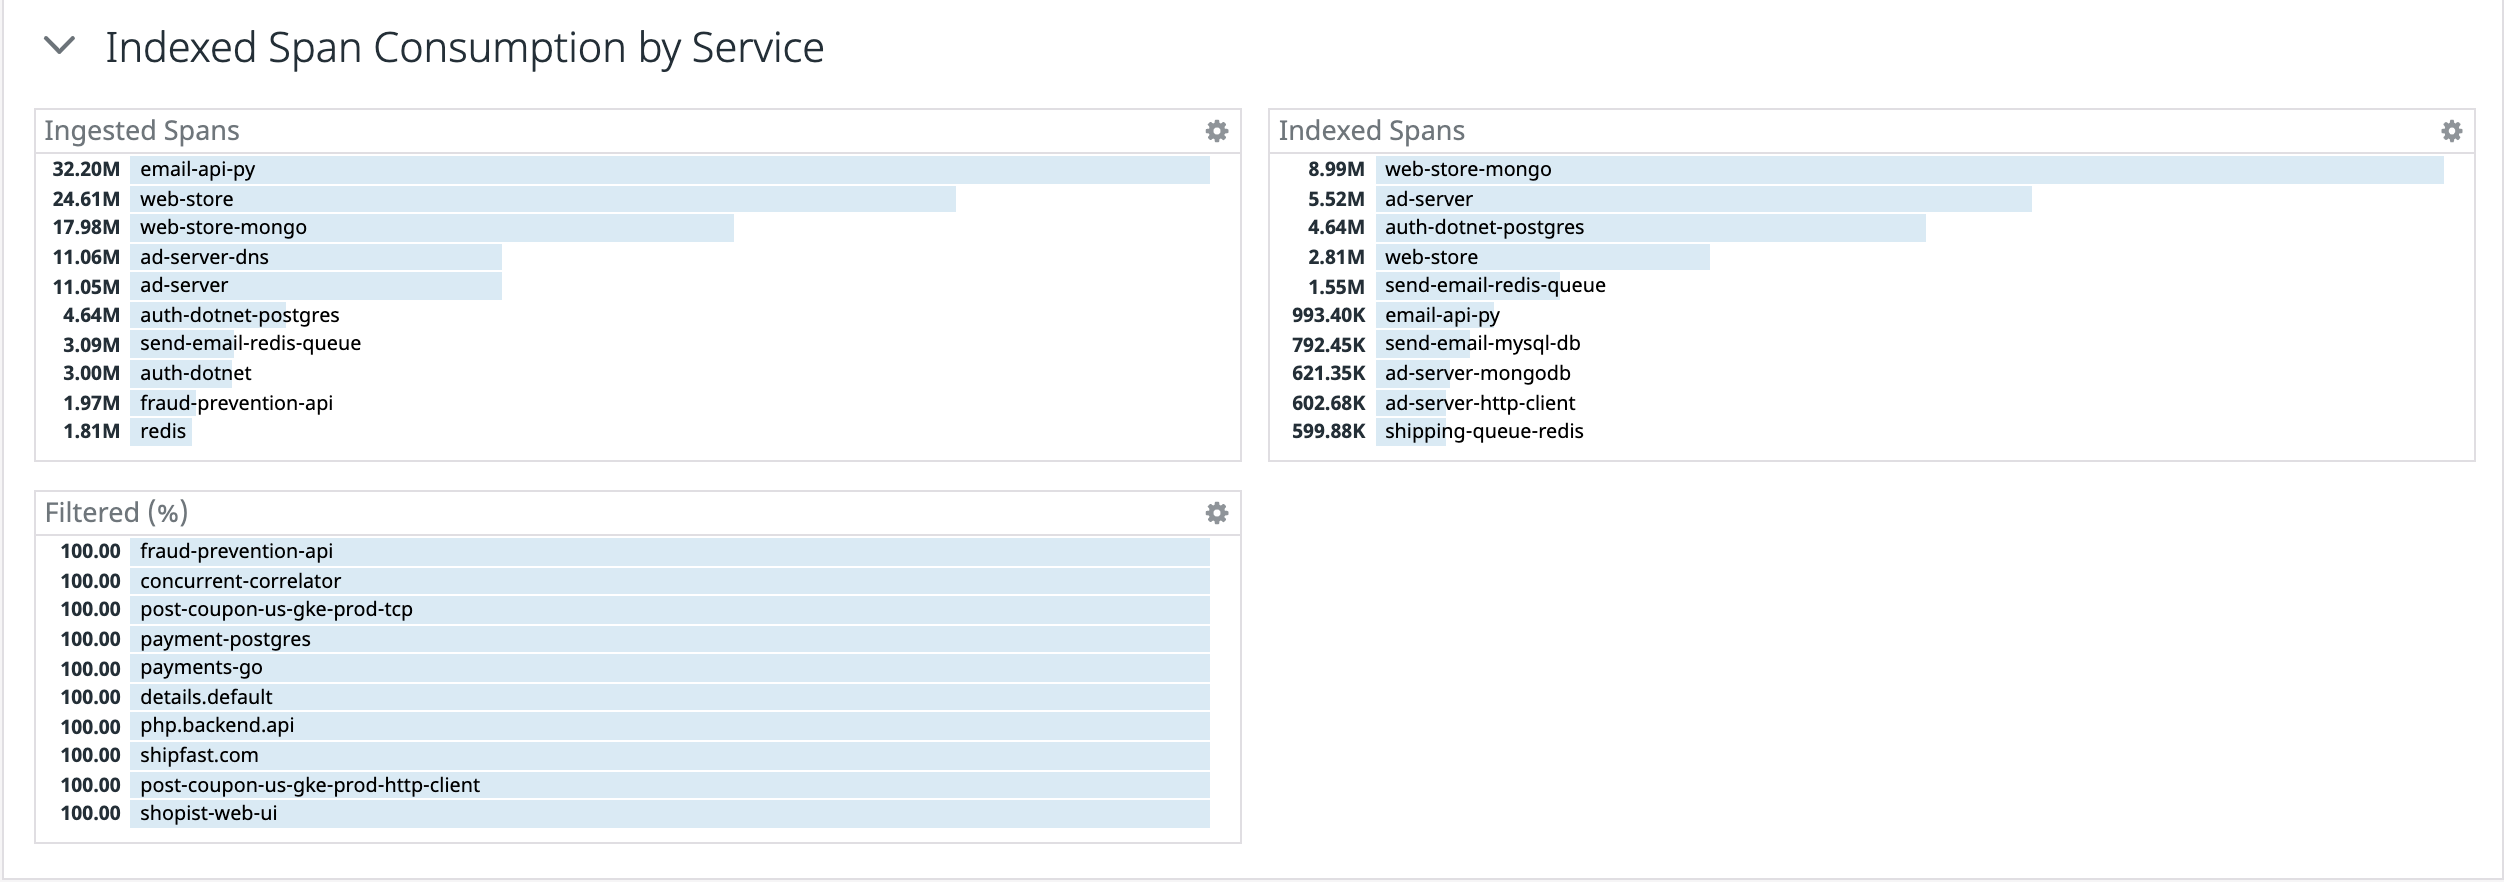 Indexed Span Consumption by Service
Ingested Spans
32.20M email-api-py
24.61M web-store
17.98M web-store-mongo
11.06M ad-server-dns
11.05M ad-server
4.64M auth-dotnet-postgres
3.09M send-email-redis-queue
3.00M auth-dotnet
1.97M fraud-prevention-api
1.81M redis
Indexed Spans
8.99M web-store-mongo
5.52M ad-server
4.64M auth-dotnet-postgres
2.81M web-store
1.55M send-email-redis-queue
993.40K email-api-py
792.45K send-email-mysql-db
621.35K ad-server-mongodb
602.68K ad-server-http-client
599.88K shipping-queue-redis
Filtered (%)
100.00 fraud-prevention-api
100.00 concurrent-correlator
100.00 post-coupon-us-gke-prod-tcp
100.00 payment-postgres
100.00 payments-go
100.00 details.default
100.00 php.backend.api
100.00 shipfast.com
100.00 post-coupon-us-gke-prod-http-client
100.00 shopist-web-ui